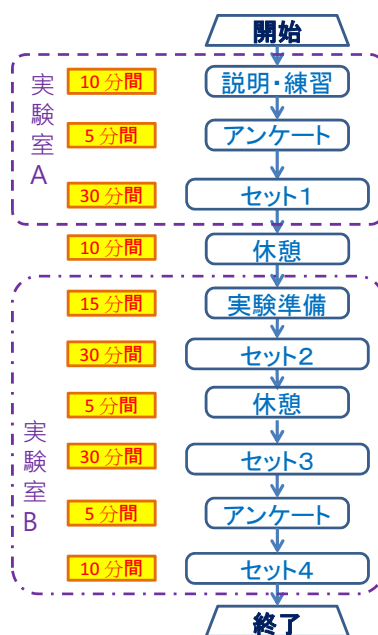 開始
10分間 説明・練習
5分間 アンケート
30分間 セット1
実験室A
10分間 休憩
15分間 実験準備
30分間 セット2
5分間 休憩
30分間 セット3
5分間 アンケート
10分間 セット4
実験室B
終了